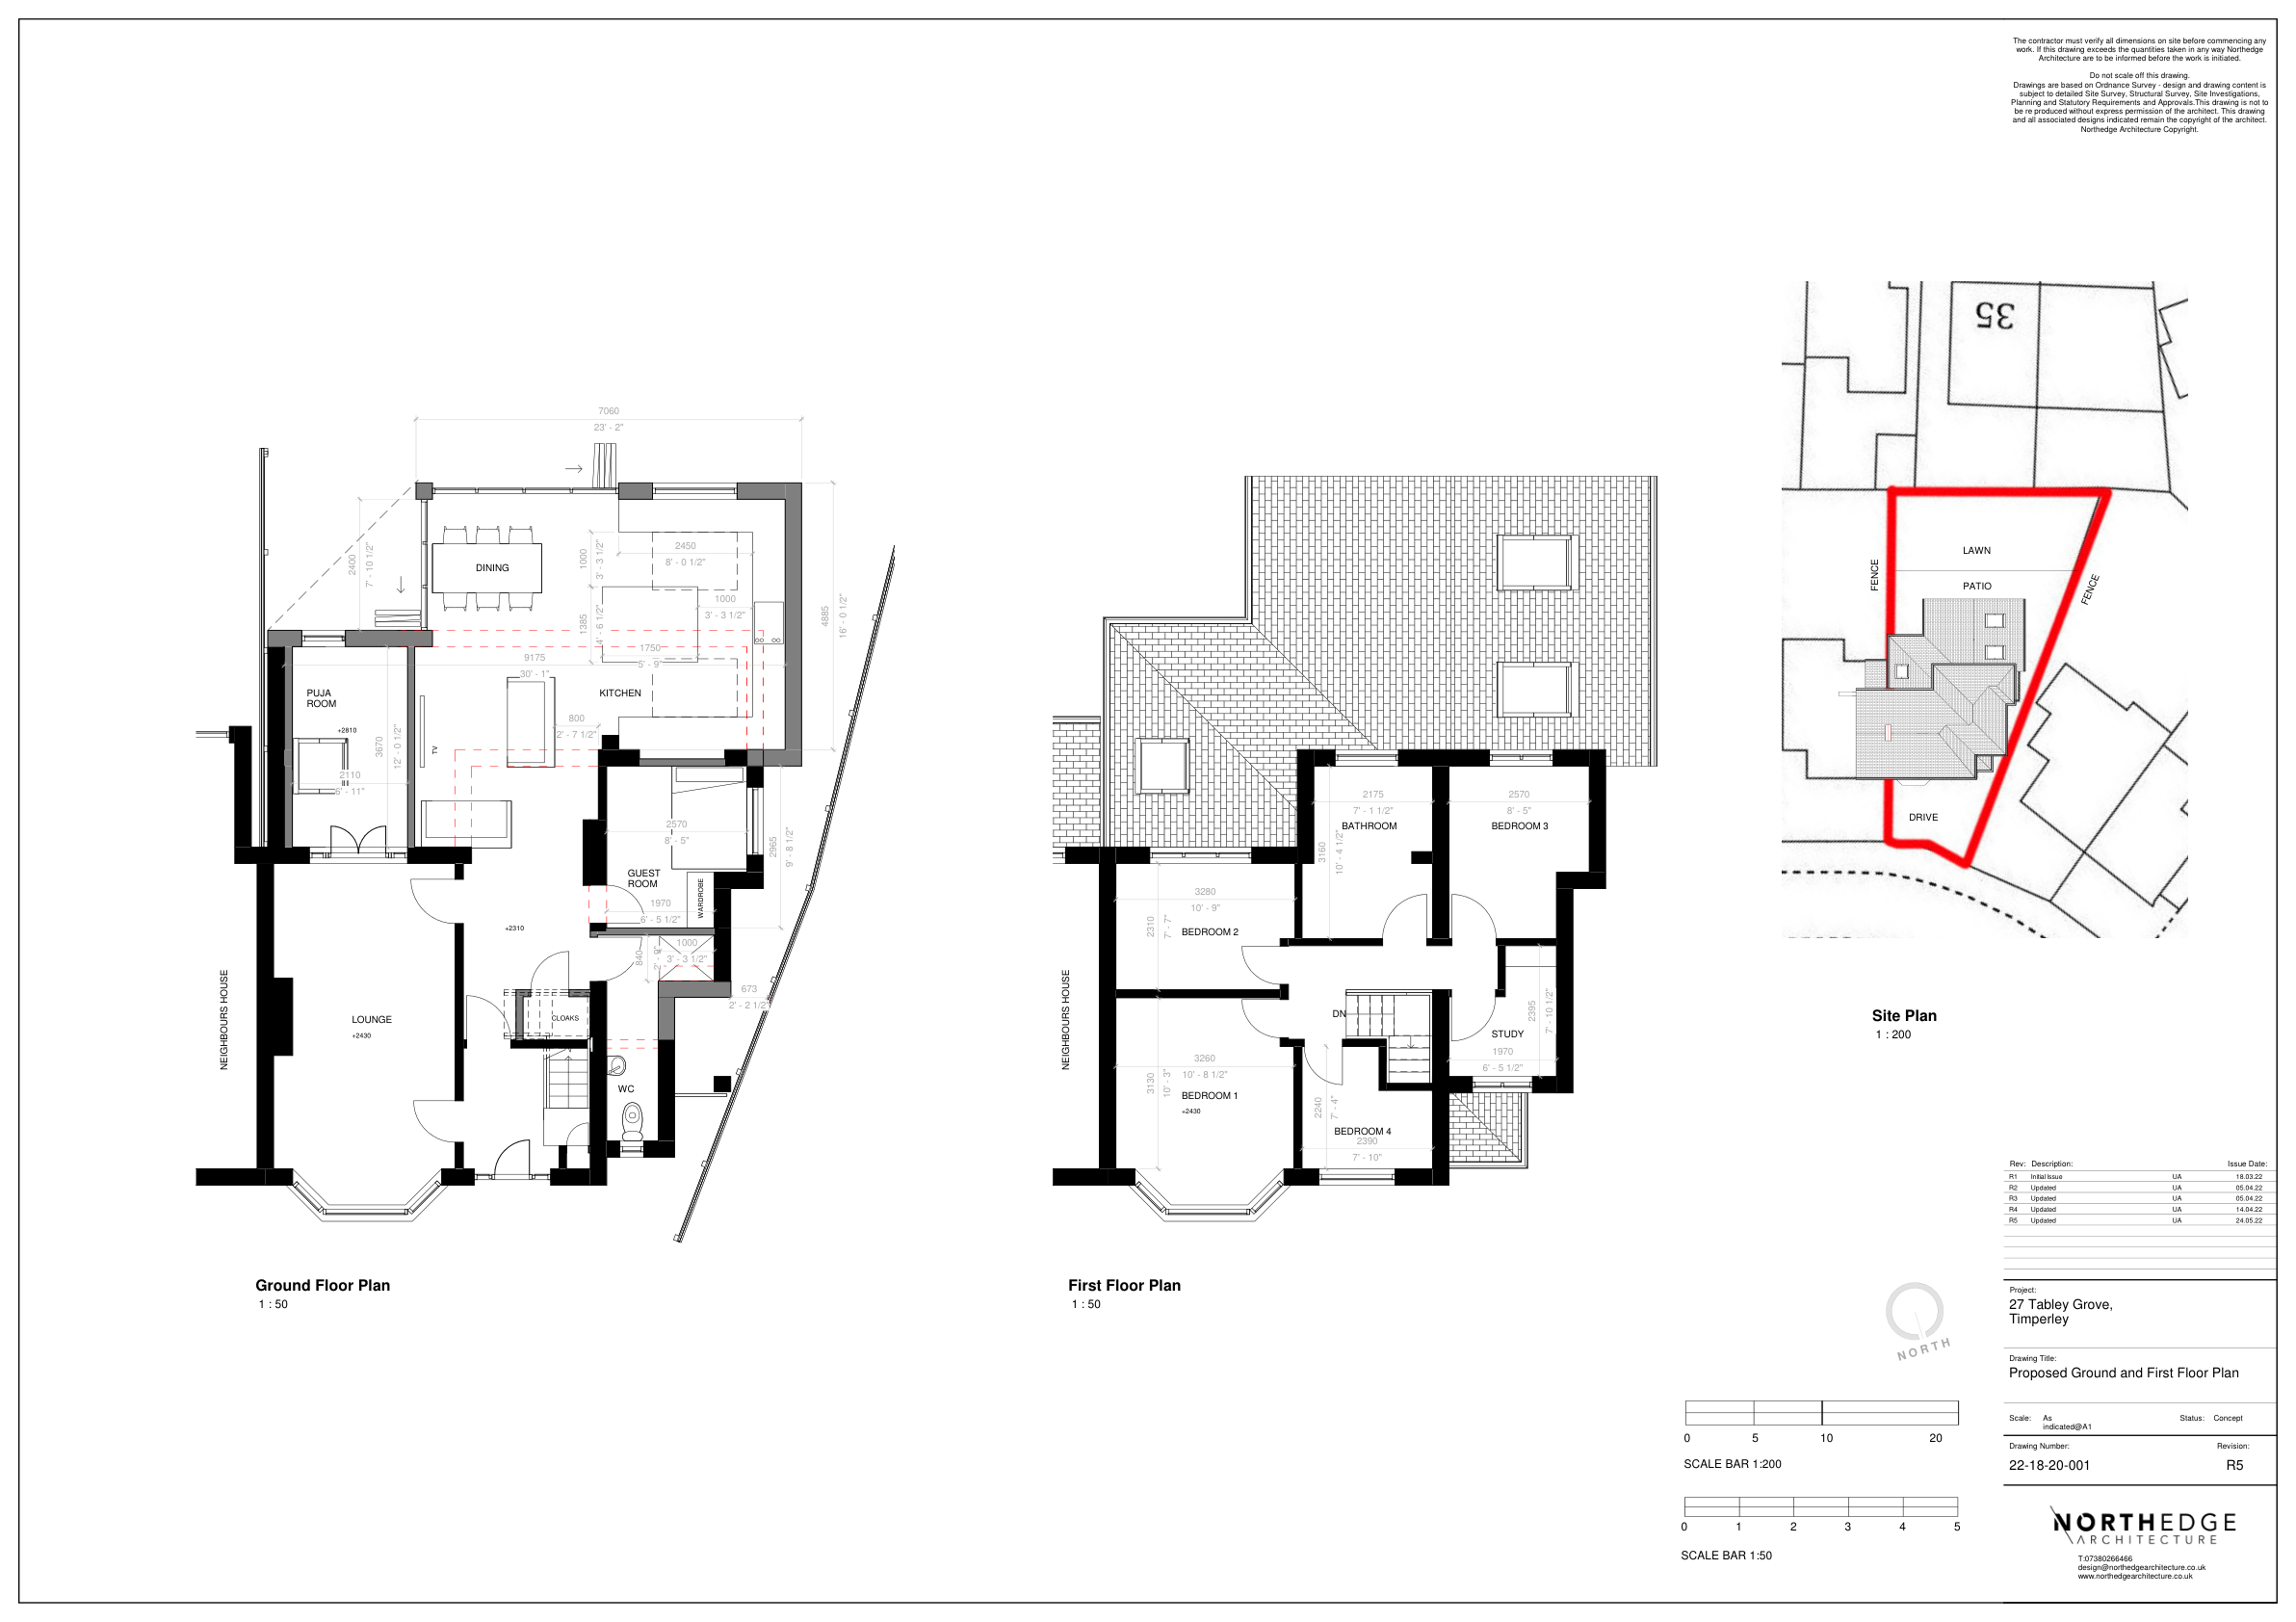 The contractor must verify all dimensions on site before commencing any
work. If this drawing exceeds the quantities taken in any way Northedge
Architecture are to be informed before the work is initiated.
Do not scale off this drawing.
Drawings are based on Ordnance Survey - design and drawing content is
subject to detailed Site Survey, Structural Survey, Site Investigations,
Planning and Statutory Requirements and Approvals.This drawing is not to
be re produced without express permission of the architect. This drawing
and all associated designs indicated remain the copyright of the architect.
Northedge Architecture Copyright.
7060
23' - 2"
2400
7' - 10 1/2"
DINING
1000
3' - 3 1/2"
2450
8' - 0 1/2"
1385
4' - 6 1/2"
1000
3' - 3 1/2"
4885
16' - 0 1/2"
9175
30' - 1"
1750
5' - 9"
PUJA
ROOM
+2810
KITCHEN
3670
12' - 0 1/2"
TV
800
2' - 7 1/2"
2110
6' - 11"
2570
8' - 5"
2965
9' - 8 1/2"
GUEST
ROOM
WARDROBE
1970
6' - 5 1/2"
+2310
840
2' - 9"
1000
3' - 3 1/2"
673
2' - 2 1/2"
NEIGHBOURS HOUSE
LOUNGE
+2430
CLOAKS
WC
Ground Floor Plan
1 : 50
2175
7' - 1 1/2"
BATHROOM
3160
10' - 4 1/2"
2570
8' - 5"
BEDROOM 3
3280
10' - 9"
2310
7' - 7"
BEDROOM 2
NEIGHBOURS HOUSE
DN
2395
7' - 10 1/2"
STUDY
1970
6' - 5 1/2"
3260
10' - 8 1/2"
3130
10' - 3"
BEDROOM 1
+2430
2240
7' - 4"
BEDROOM 4
2390
7' - 10"
First Floor Plan
1 : 50
35
LAWN
PATIO
FENCE
FENCE
DRIVE
Site Plan
1 : 200
NORTH
0 5 10 20
SCALE BAR 1:200
0 1 2 3 4 5
SCALE BAR 1:50
Rev: Description: Issue Date:
R1 Initial Issue UA 18.03.22
R2 Updated UA 05.04.22
R3 Updated UA 05.04.22
R4 Updated UA 14.04.22
R5 Updated UA 24.05.22
Project:
27 Tabley Grove,
Timperley
Drawing Title:
Proposed Ground and First Floor Plan
Scale: As
indicated@A1
Status: Concept
Drawing Number: Revision:
22-18-20-001 R5
NORTHEDGE
ARCHITECTURE
T:07380266466
design@northedgearchitecture.co.uk
www.northedgearchitecture.co.uk